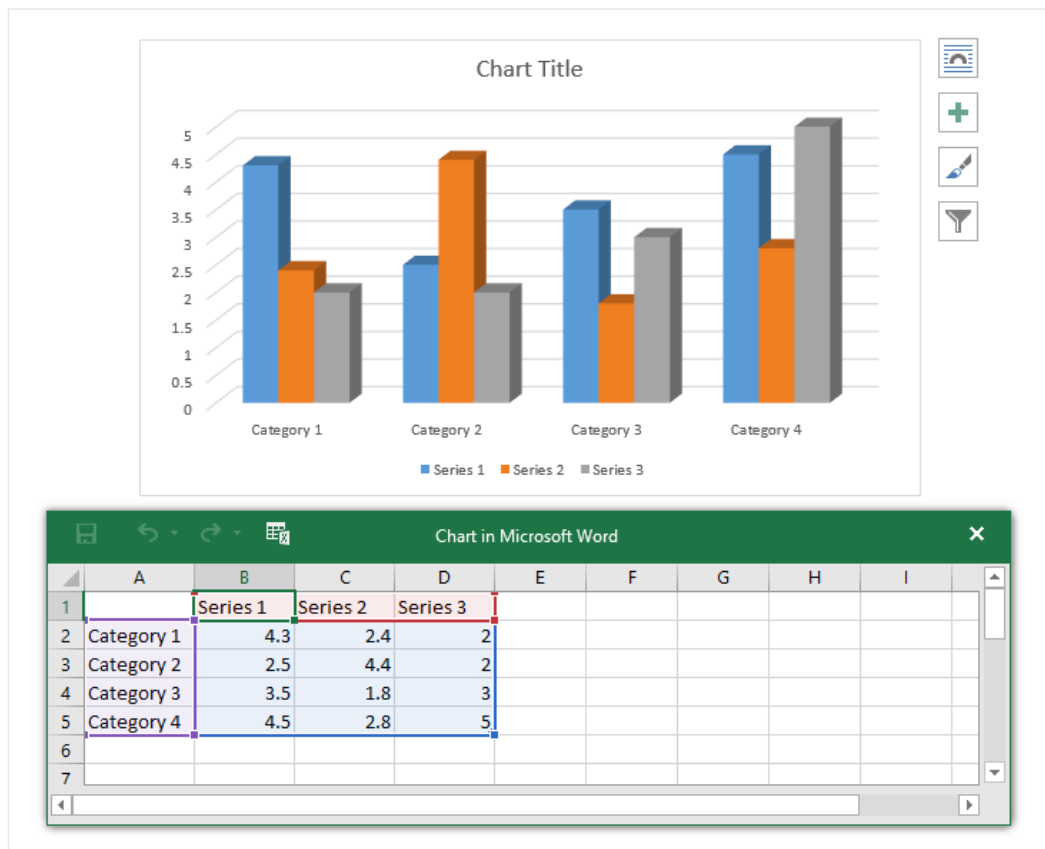 Chart Title
5
4.5
4
3.5
3
2.5
2
1.5
1
0.5
0
Category 1 Category 2 Category 3 Category 4
Series 1 Series 2 Series 3
Chart in Microsoft Word
A B C D E F G H I
1 Series 1 Series 2 Series 3
2 Category 1 4.3 2.4 2
3 Category 2 2.5 4.4 2
4 Category 3 3.5 1.8 3
5 Category 4 4.5 2.8 5
6
7